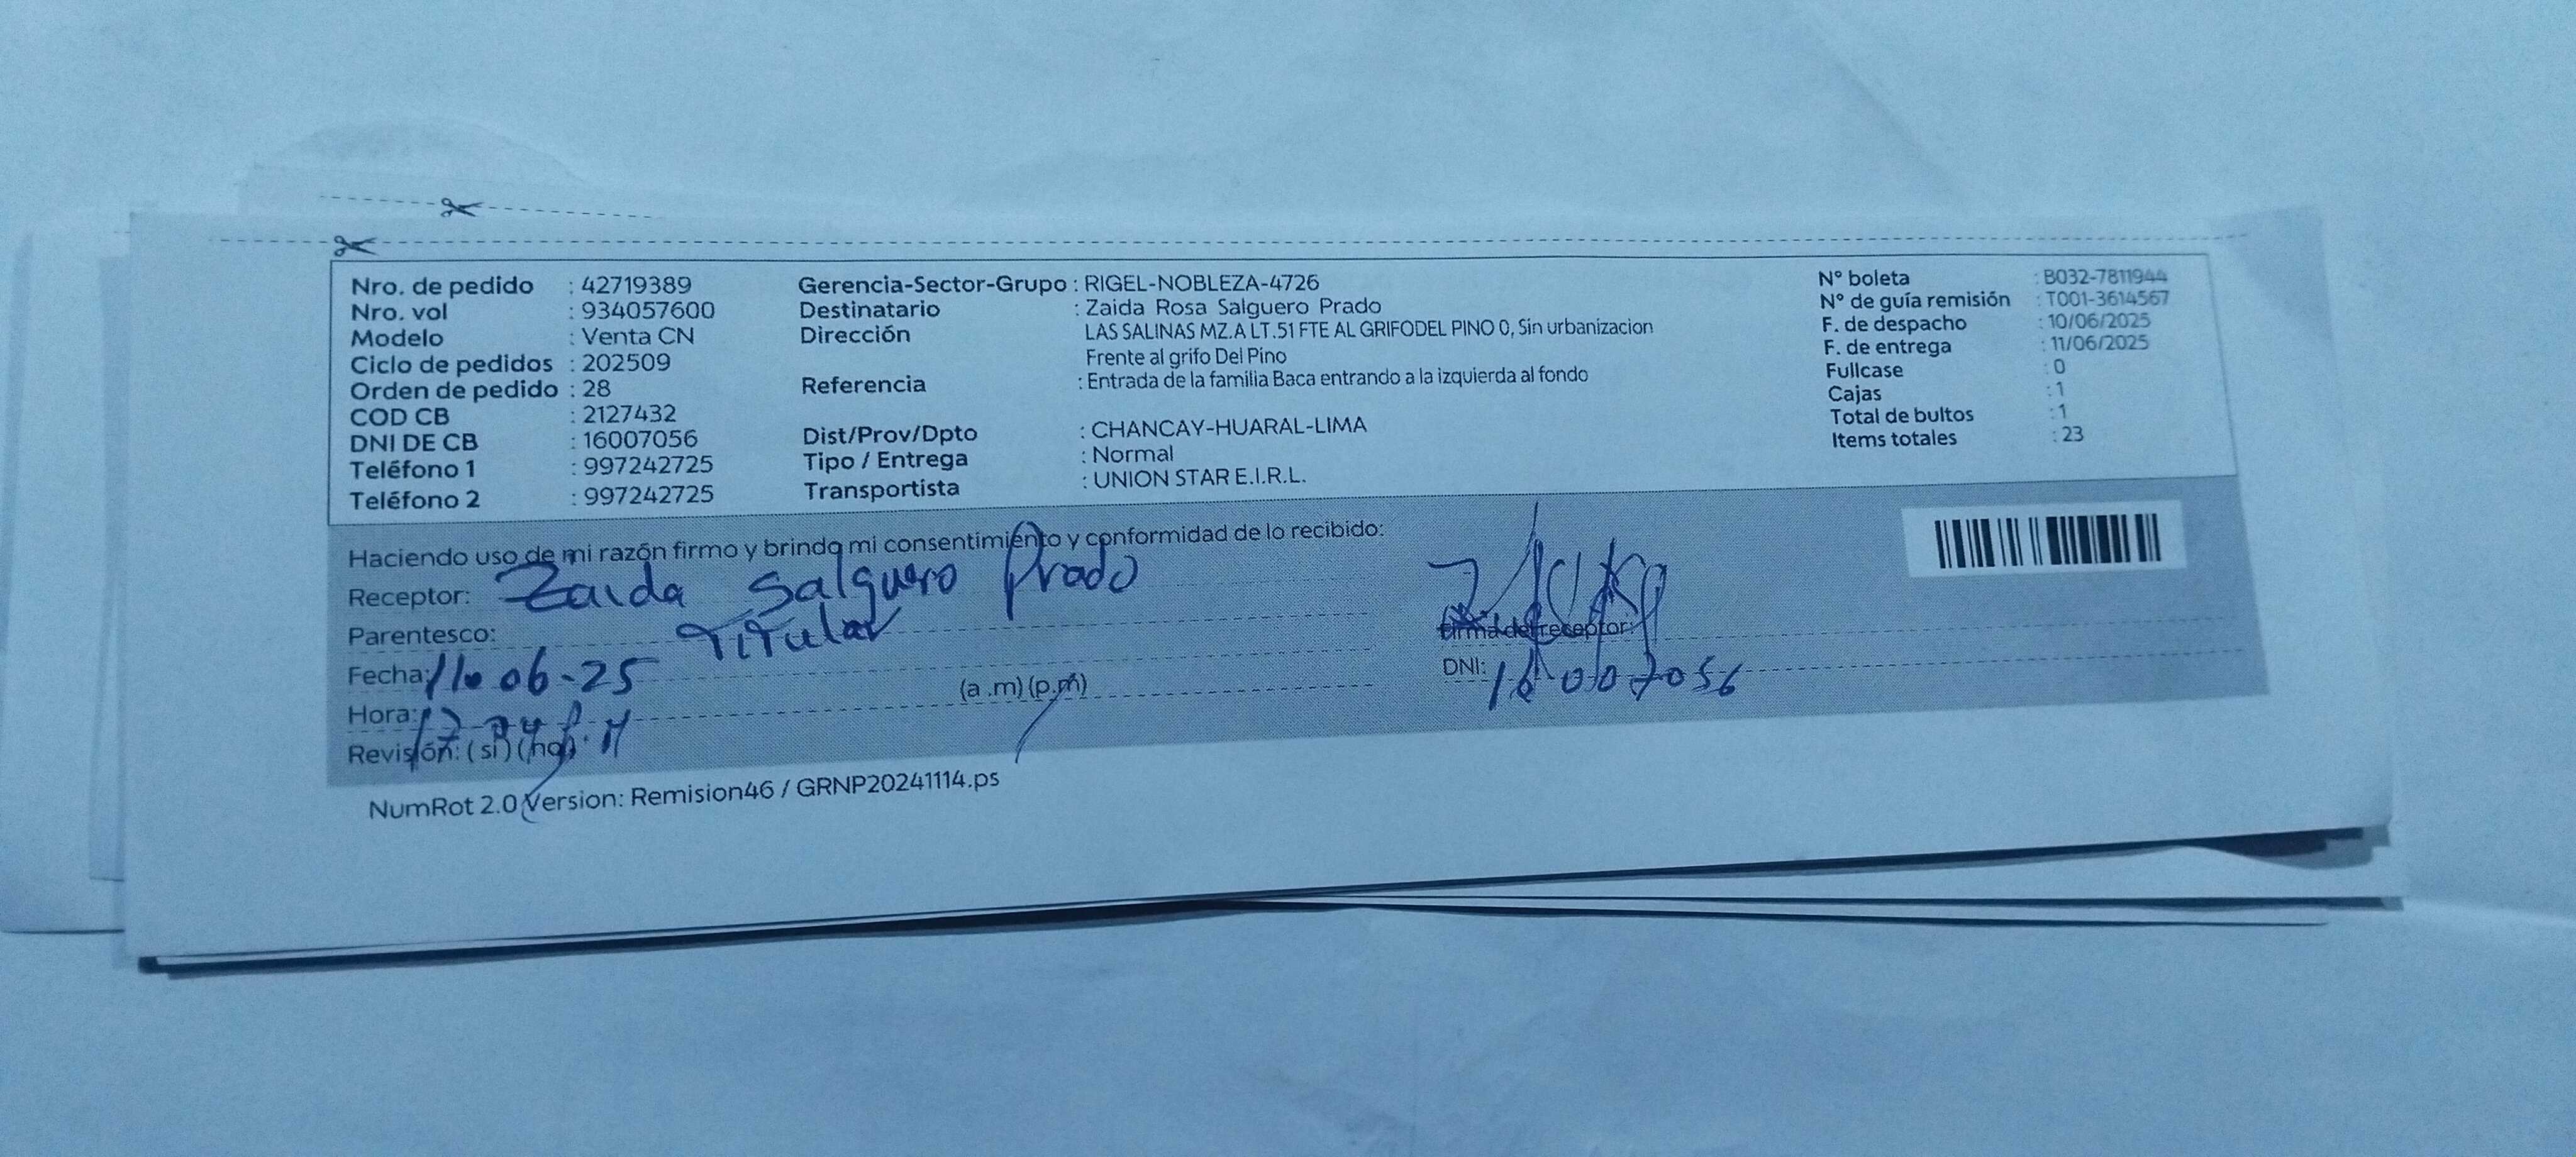 Nro. de pedido : 42719389
Nro. vol : 934057600
Modelo : Venta CN
Ciclo de pedidos : 202509
Orden de pedido : 28
COD CB : 2127432
DNI DE CB : 16007056
Teléfono 1 : 997242725
Teléfono 2 : 997242725
Gerencia-Sector-Grupo : RIGEL-NOBLEZA-4726
Destinatario : Zaida Rosa Salguero Prado
Dirección LAS SALINAS MZ.A LT.51 FTE AL GRIFODEL PINO 0, Sin urbanizacion
Frente al grifo Del Pino
Referencia : Entrada de la familia Baca entrando a la izquierda al fondo
Dist/Prov/Dpto : CHANCAY-HUARAL-LIMA
Tipo / Entrega : Normal
Transportista : UNION STAR E.I.R.L.
N° boleta : B032-7811944
N° de guía remisión : T001-3614567
F. de despacho : 10/06/2025
F. de entrega : 11/06/2025
Fullcase : 0
Cajas : 1
Total de bultos : 1
Items totales : 23
Haciendo uso de mi razón firmo y brindo mi consentimiento y conformidad de lo recibido:
Receptor: Zaida Salguero Prado
Parentesco: Titular
Fecha: 06-25
Hora: (a .m) (p.m)
Revisión: (si) (no)
Firma del receptor:
DNI: 16007056
NumRot 2.0 Version: Remision46 / GRNP20241114.ps